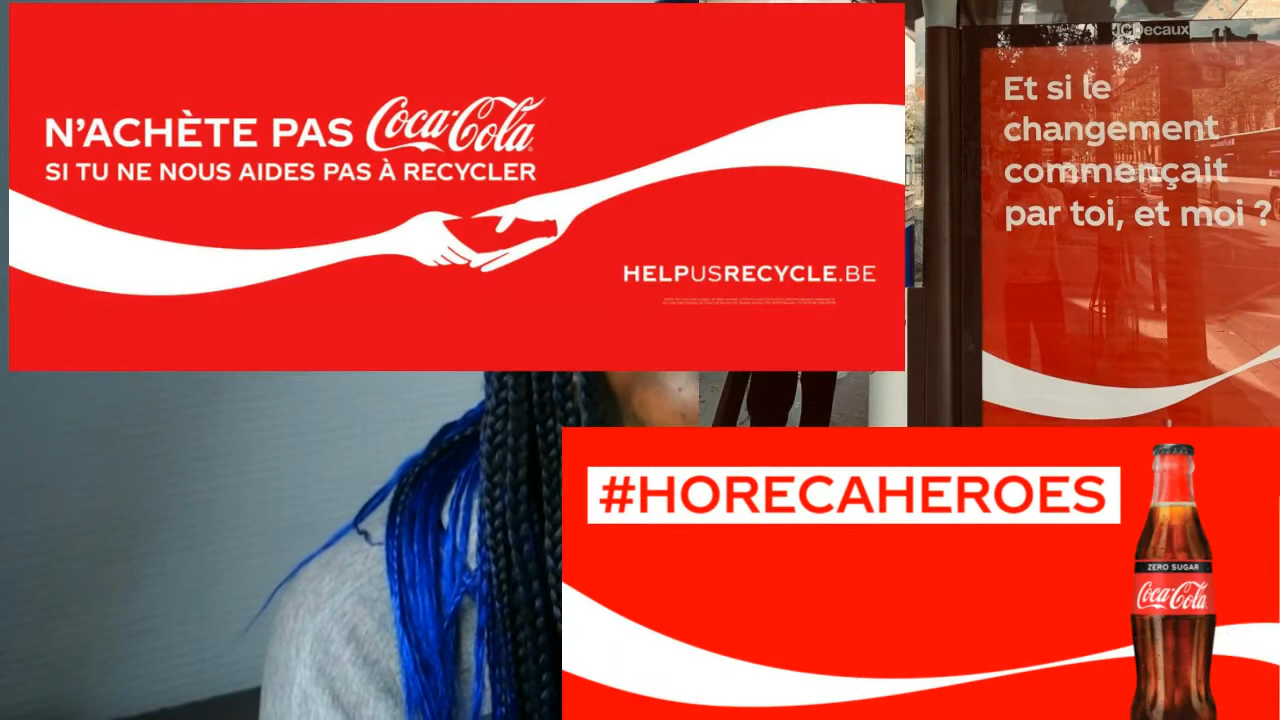 N'ACHÈTE PAS Coca-Cola
SI TU NE NOUS AIDES PAS À RECYCLER
HELPUSRECYCLE.BE
JCDecaux
Et si le
changement
commençait
par toi, et moi ?
#HORECAHEROES
ZERO SUGAR
Coca-Cola